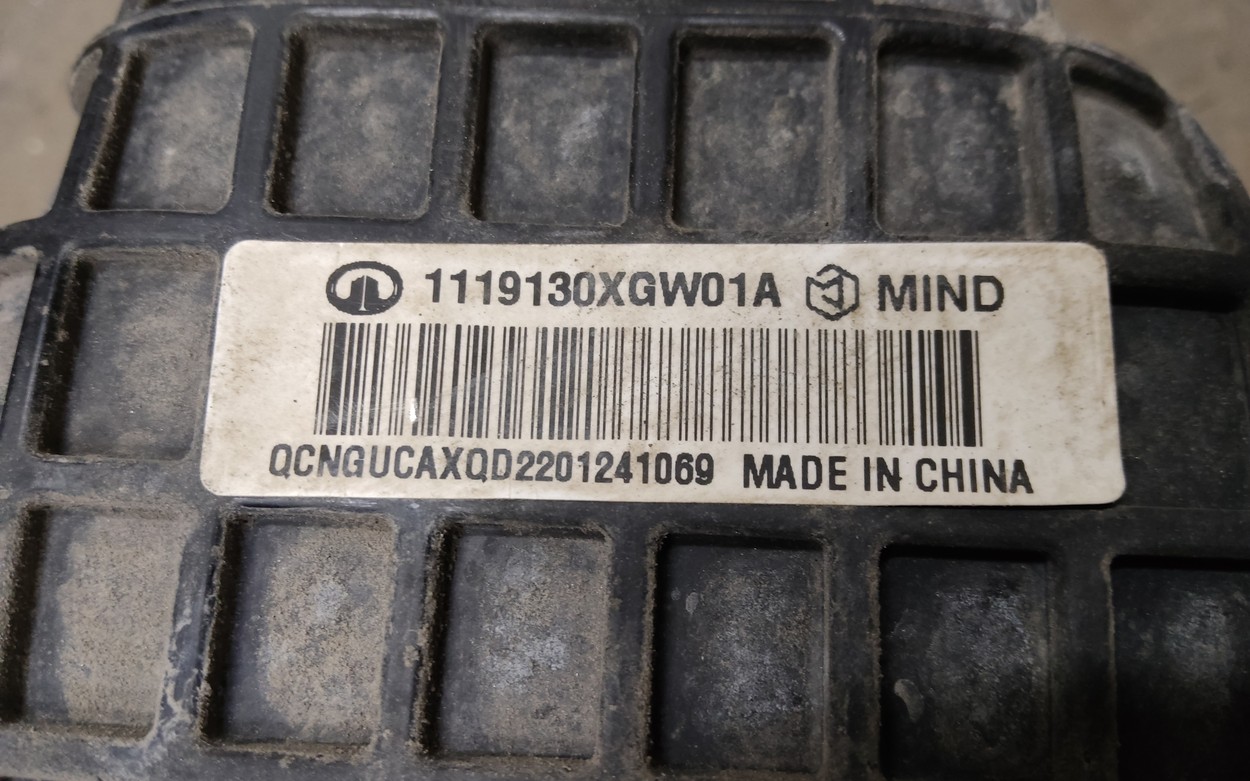 1119130XGW01A MIND
QCNGUCAXQD2201241069 MADE IN CHINA